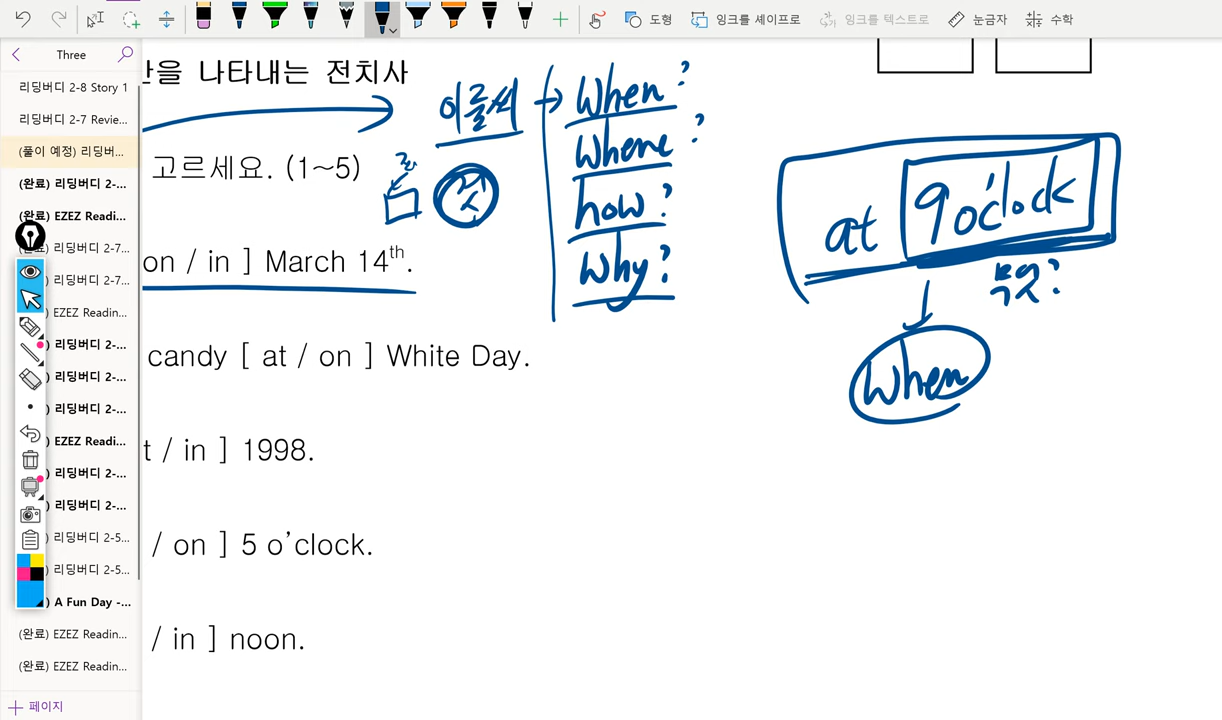 도형
잉크를 셰이프로
잉크를 텍스트로
눈금자
수학
Three
리딩버디 2-8 Story 1
리딩버디 2-7 Revie...
(풀이 예정) 리딩버...
(완료) 리딩버디 2-...
(완료) EZEZ Readi...
) 리딩버디 2-7...
) 리딩버디 2-7...
) EZEZ Readin...
) 리딩버디 2-...
) 리딩버디 2-...
) 리딩버디 2-...
) EZEZ Readi...
) 리딩버디 2-...
) 리딩버디 2-...
) 리딩버디 2-5...
) 리딩버디 2-5...
) A Fun Day -...
(완료) EZEZ Readin...
(완료) EZEZ Readin...
페이지
을 나타내는 전치사
고르세요. (1~5)
on / in ] March 14th.
candy [ at / on ] White Day.
t / in ] 1998.
/ on ] 5 o'clock.
/ in ] noon.
것
when?
where?
how?
why?
at 9 o'clock
무엇?
when